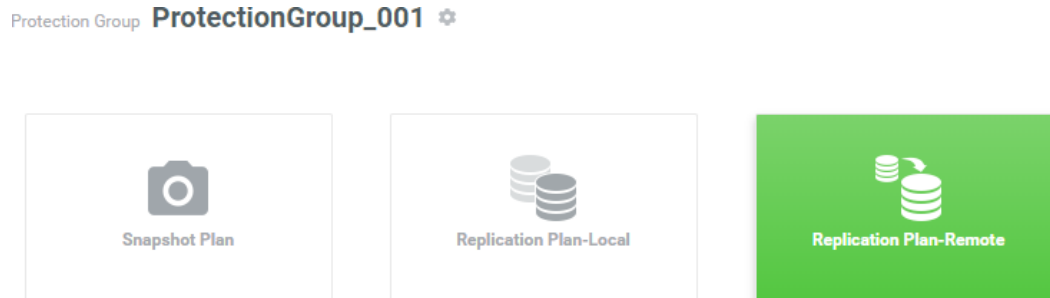 Protection Group ProtectionGroup_001
Snapshot Plan
Replication Plan-Local
Replication Plan-Remote